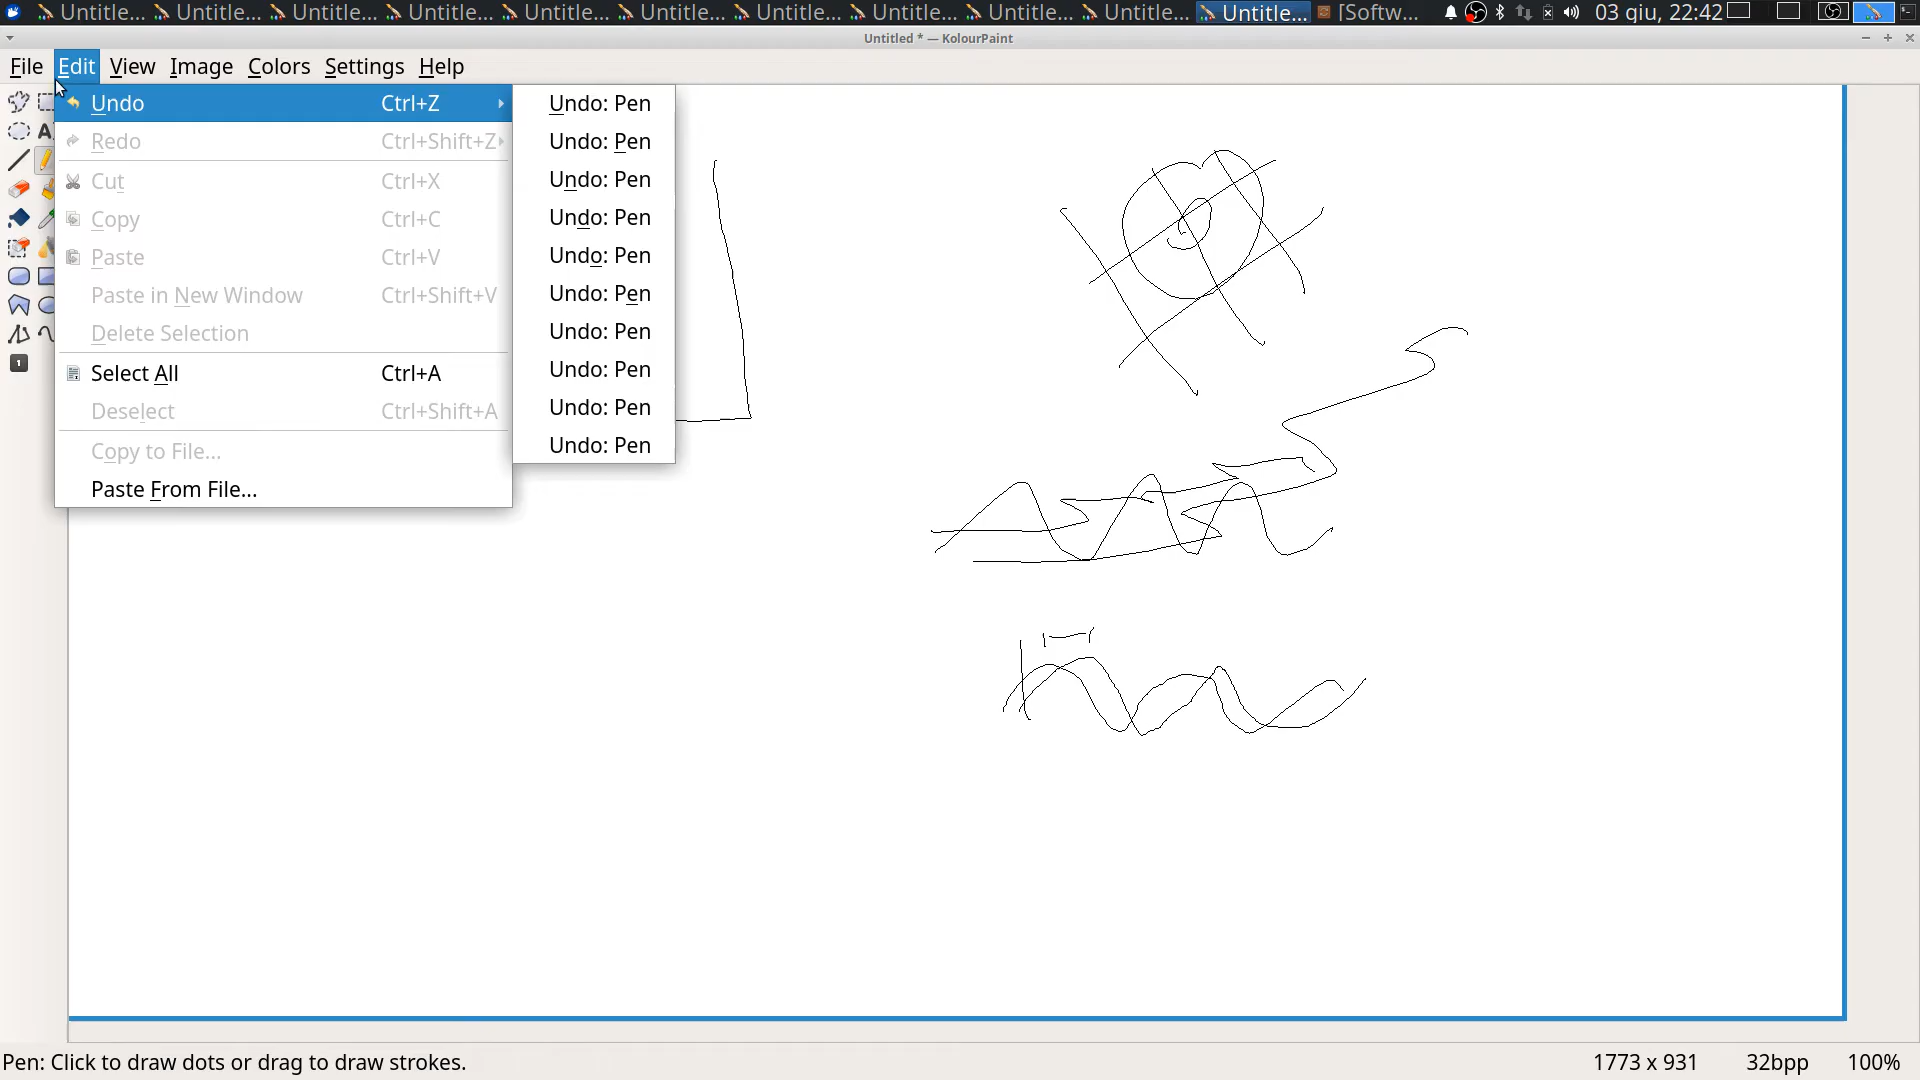 Untitle... Untitle... Untitle... Untitle... Untitle... Untitle... Untitle... Untitle... Untitle... Untitle... Untitle... [Softw... 03 giu, 22:42
Untitled * — KolourPaint
File Edit View Image Colors Settings Help
Undo Ctrl+Z
Redo Ctrl+Shift+Z
Cut Ctrl+X
Copy Ctrl+C
Paste Ctrl+V
Paste in New Window Ctrl+Shift+V
Delete Selection
Select All Ctrl+A
Deselect Ctrl+Shift+A
Copy to File...
Paste From File...
Undo: Pen
Undo: Pen
Undo: Pen
Undo: Pen
Undo: Pen
Undo: Pen
Undo: Pen
Undo: Pen
Undo: Pen
Undo: Pen
A
1
Pen: Click to draw dots or drag to draw strokes. 1773 x 931 32bpp 100%